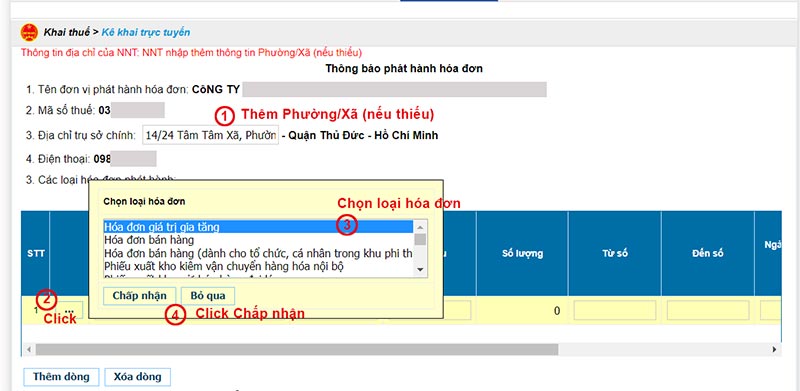 Khai thuế > Kê khai trực tuyến
Thông tin địa chỉ của NNT: NNT nhập thêm thông tin Phường/Xã (nếu thiếu)
Thông báo phát hành hóa đơn
1. Tên đơn vị phát hành hóa đơn: CôNG TY
2. Mã số thuế: 03
1 Thêm Phường/Xã (nếu thiếu)
3. Địa chỉ trụ sở chính: 14/24 Tâm Tâm Xã, Phườn - Quận Thủ Đức - Hồ Chí Minh
4. Điện thoại: 098
3. Các loại hóa đơn phát hành:
Chọn loại hóa đơn
Chọn loại hóa đơn
3
Hóa đơn giá trị gia tăng
Hóa đơn bán hàng
Hóa đơn bán hàng (dành cho tổ chức, cá nhân trong khu phi th
Phiếu xuất kho kiêm vận chuyển hàng hóa nội bộ
Chấp nhận Bỏ qua
4 Click Chấp nhận
STT Số lượng Từ số Đến số Ngà
2
Click
1 ... 0
Thêm dòng Xóa dòng